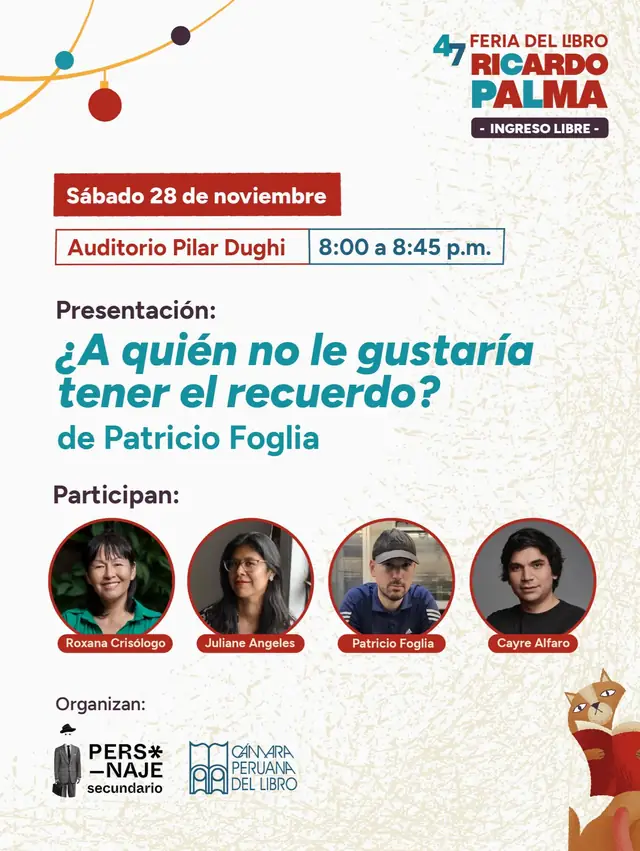 47 FERIA DEL LIBRO
RICARDO
PALMA
- INGRESO LIBRE -
Sábado 28 de noviembre
Auditorio Pilar Dughi
8:00 a 8:45 p.m.
Presentación:
¿A quién no le gustaría
tener el recuerdo?
de Patricio Foglia
Participan:
Roxana Crisólogo
Juliane Angeles
Patricio Foglia
Cayre Alfaro
Organizan:
PERS*
–NAJE
secundario
CÁMARA
PERUANA
DEL LIBRO